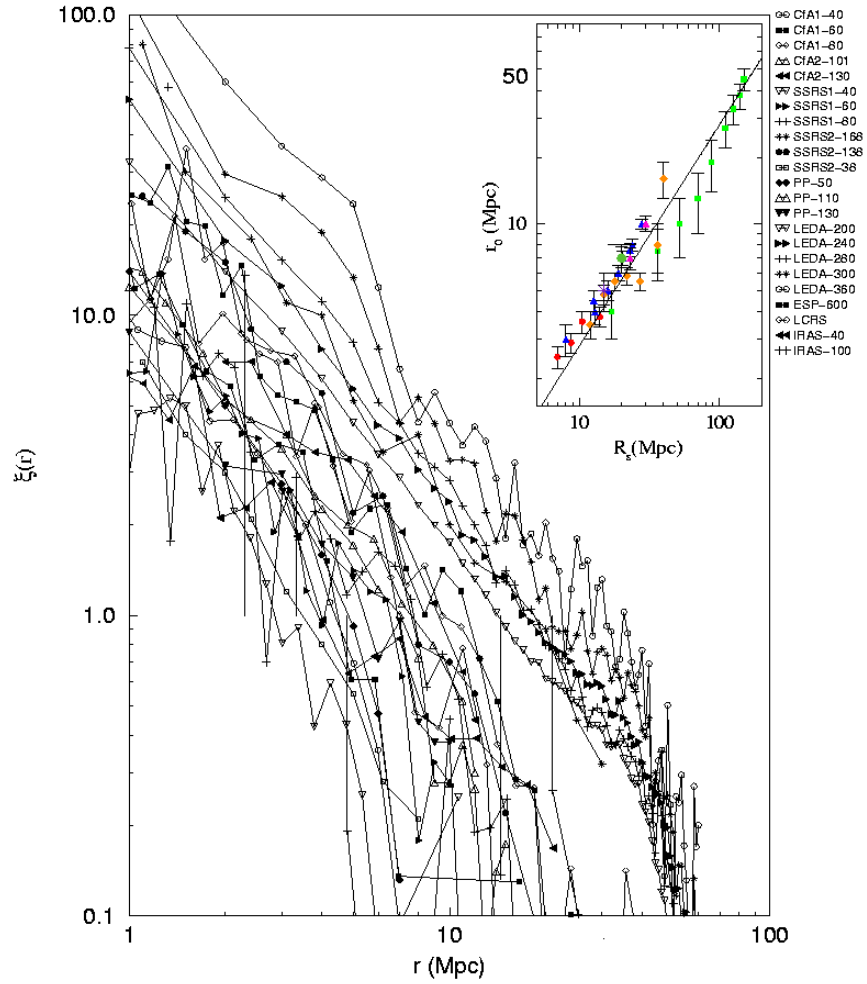 100.0
10.0
1.0
0.1
ξ(r)
1
10
100
r (Mpc)
50
10
r₀ (Mpc)
10
100
Rₛ(Mpc)
CfA1-40
CfA1-60
CfA1-80
CfA2-101
CfA2-130
SSRS1-40
SSRS1-60
SSRS1-80
SSRS2-168
SSRS2-138
SSRS2-38
PP-50
PP-110
PP-130
LEDA-200
LEDA-240
LEDA-280
LEDA-300
LEDA-360
ESP-600
LCRS
IRAS-40
IRAS-100